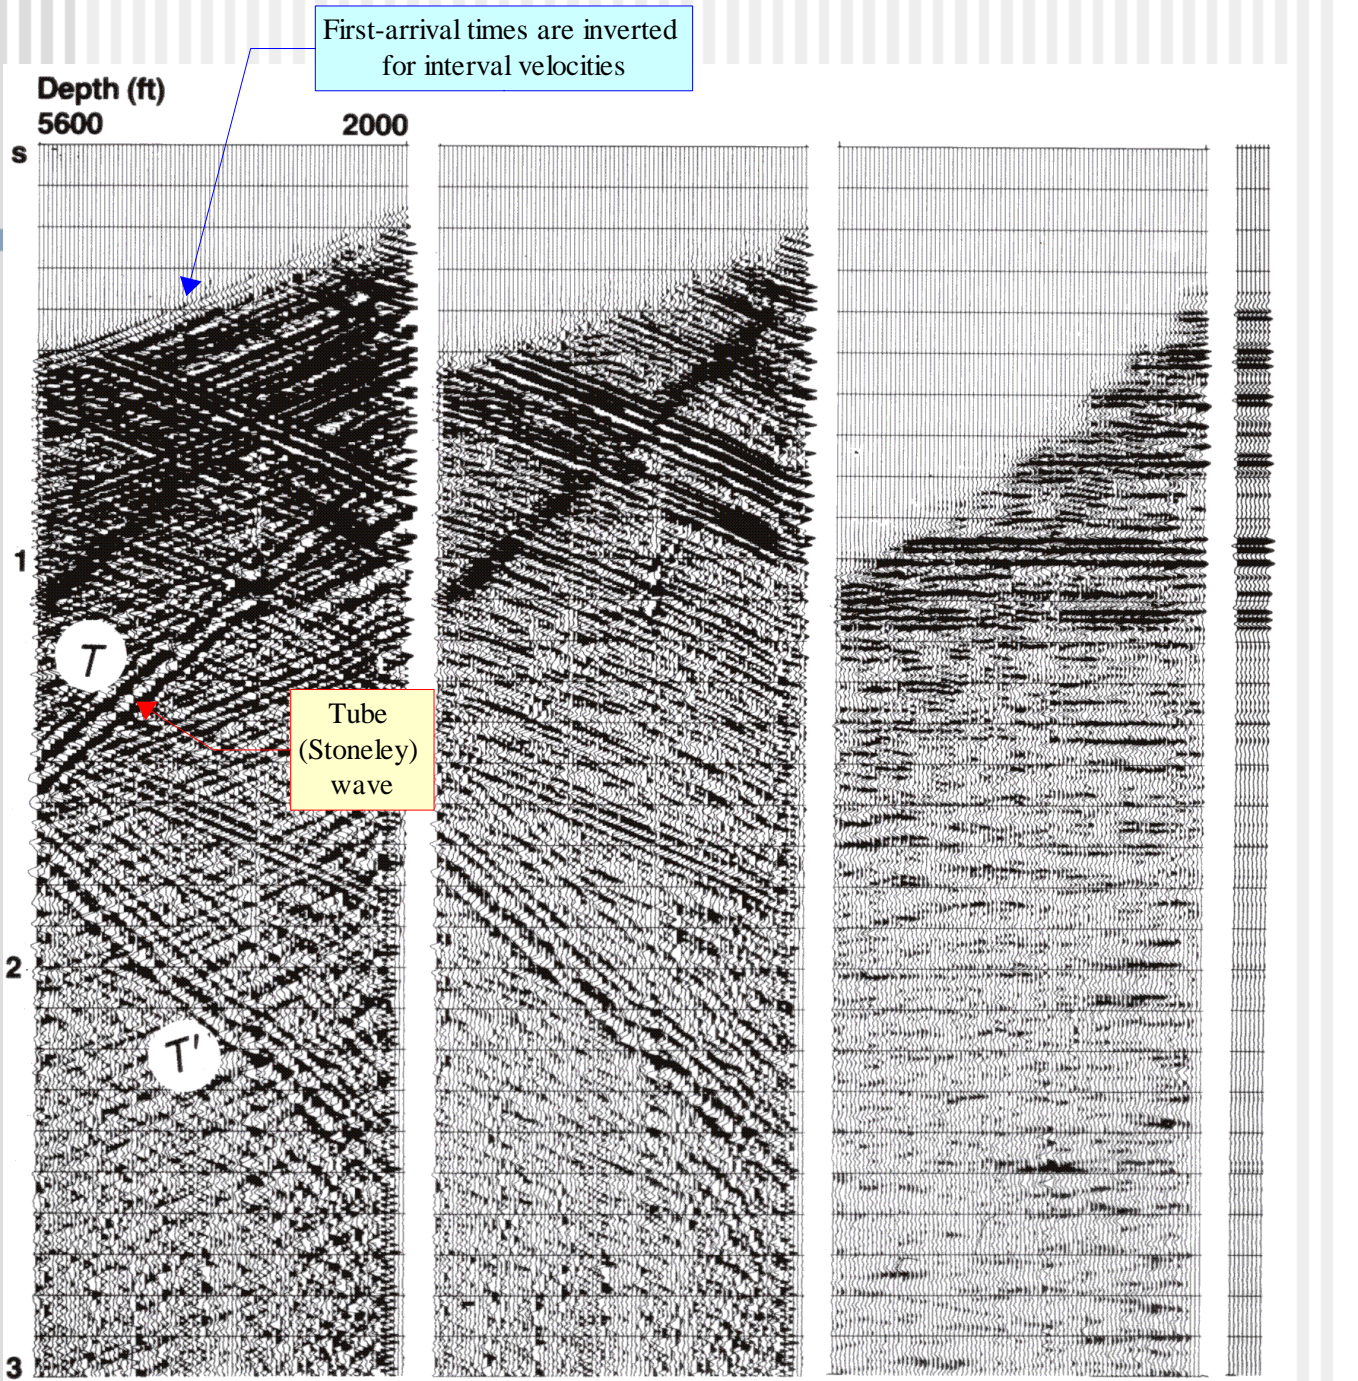 First-arrival times are inverted
for interval velocities
Depth (ft)
5600 2000
s
1
T
Tube
(Stoneley)
wave
2
T'
3